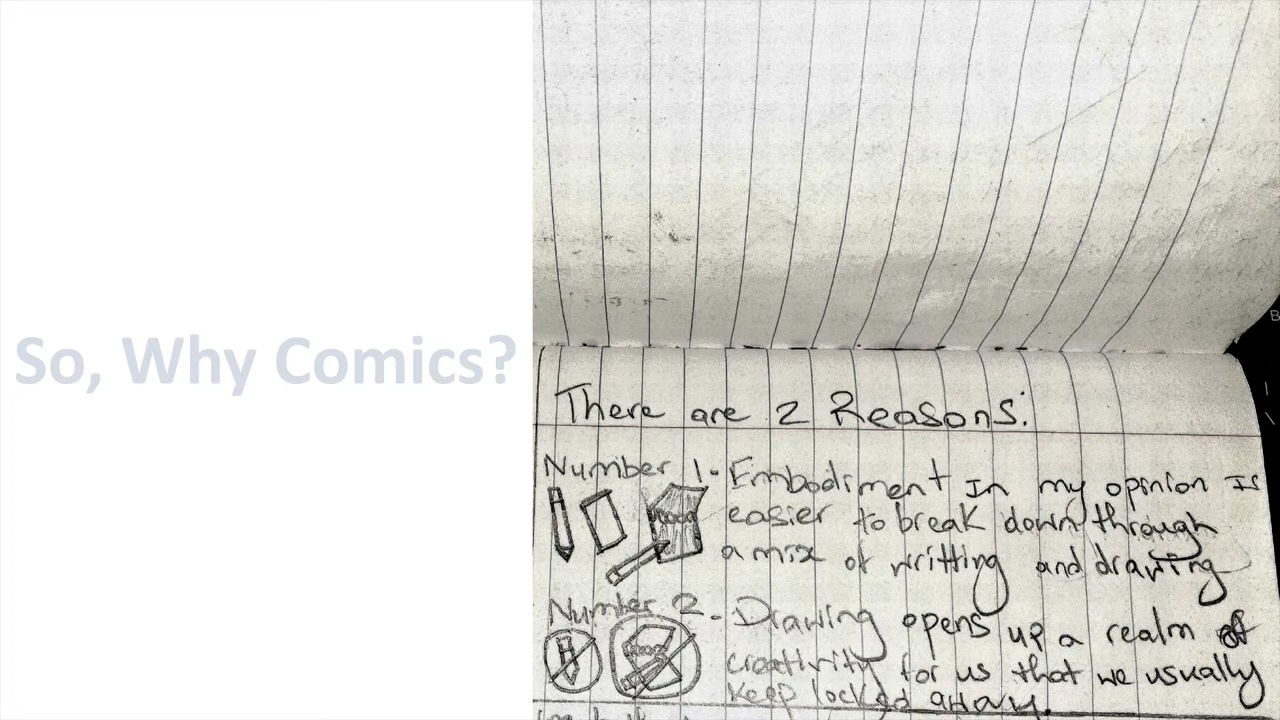 So, Why Comics?
There are 2 Reasons:
Number 1- Embodiment In my opinion Is
easier to break down through
a mix of writting and drawing
Number 2- Drawing opens up a realm of
creativity for us that we usually
keep locked away.